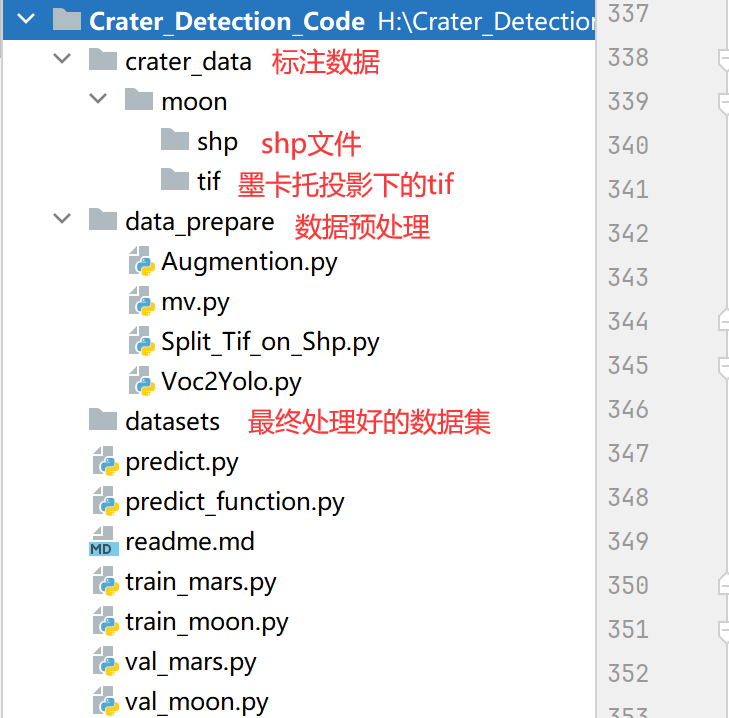 Crater_Detection_Code H:\Crater_Detection
crater_data 标注数据
moon
shp shp文件
tif 墨卡托投影下的tif
data_prepare 数据预处理
Augmention.py
mv.py
Split_Tif_on_Shp.py
Voc2Yolo.py
datasets 最终处理好的数据集
predict.py
predict_function.py
MD readme.md
train_mars.py
train_moon.py
val_mars.py
val_moon.py
337
338
339
340
341
342
343
344
345
346
347
348
349
350
351
352
353